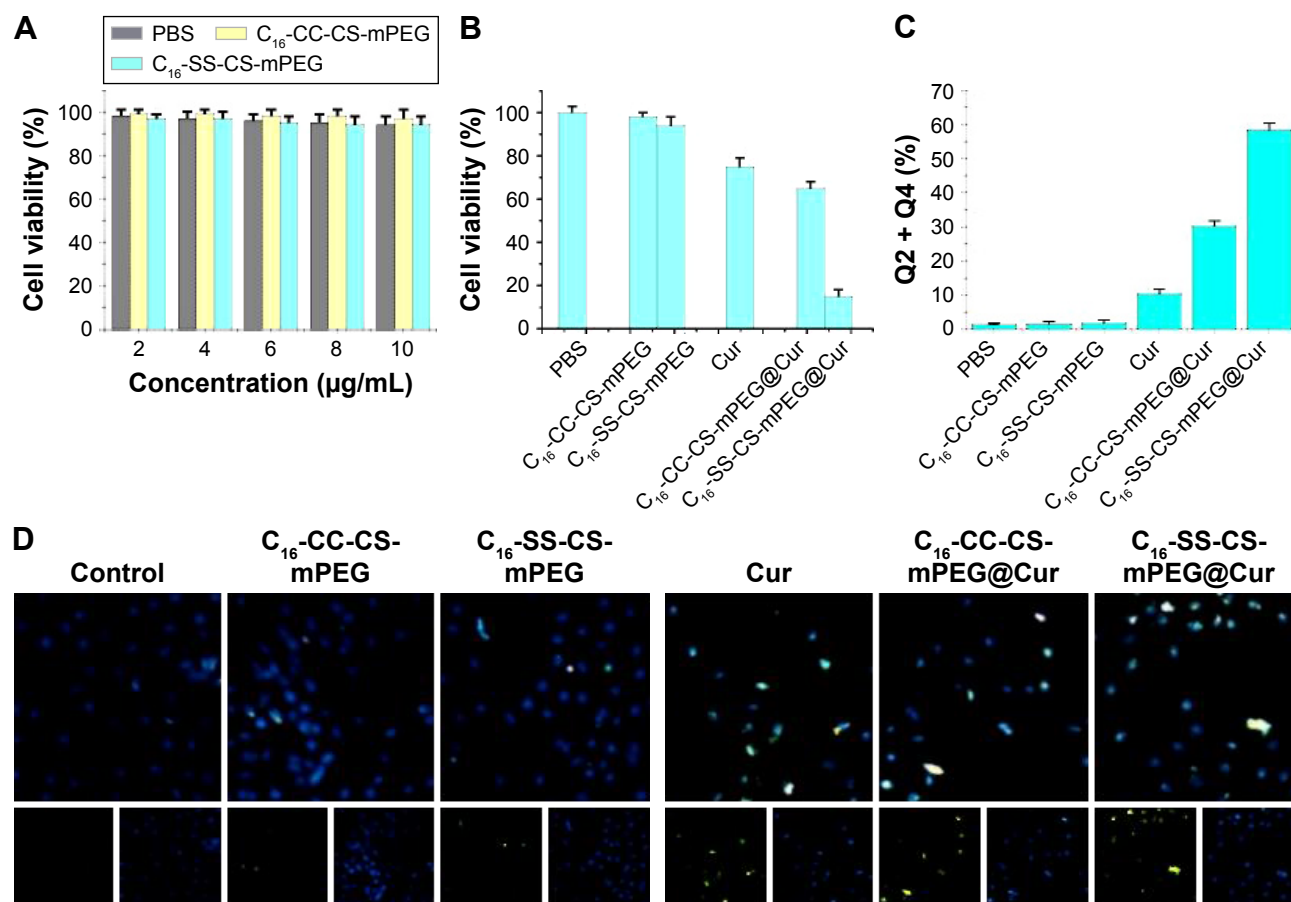 A
PBS
C16-CC-CS-mPEG
C16-SS-CS-mPEG
Cell viability (%)
100
80
60
40
20
0
2 4 6 8 10
Concentration (µg/mL)
B
Cell viability (%)
100
80
60
40
20
0
PBS
C16-CC-CS-mPEG
C16-SS-CS-mPEG
Cur
C16-CC-CS-mPEG@Cur
C16-SS-CS-mPEG@Cur
C
Q2 + Q4 (%)
70
60
50
40
30
20
10
0
PBS
C16-CC-CS-mPEG
C16-SS-CS-mPEG
Cur
C16-CC-CS-mPEG@Cur
C16-SS-CS-mPEG@Cur
D
Control
C16-CC-CS-
mPEG
C16-SS-CS-
mPEG
Cur
C16-CC-CS-
mPEG@Cur
C16-SS-CS-
mPEG@Cur